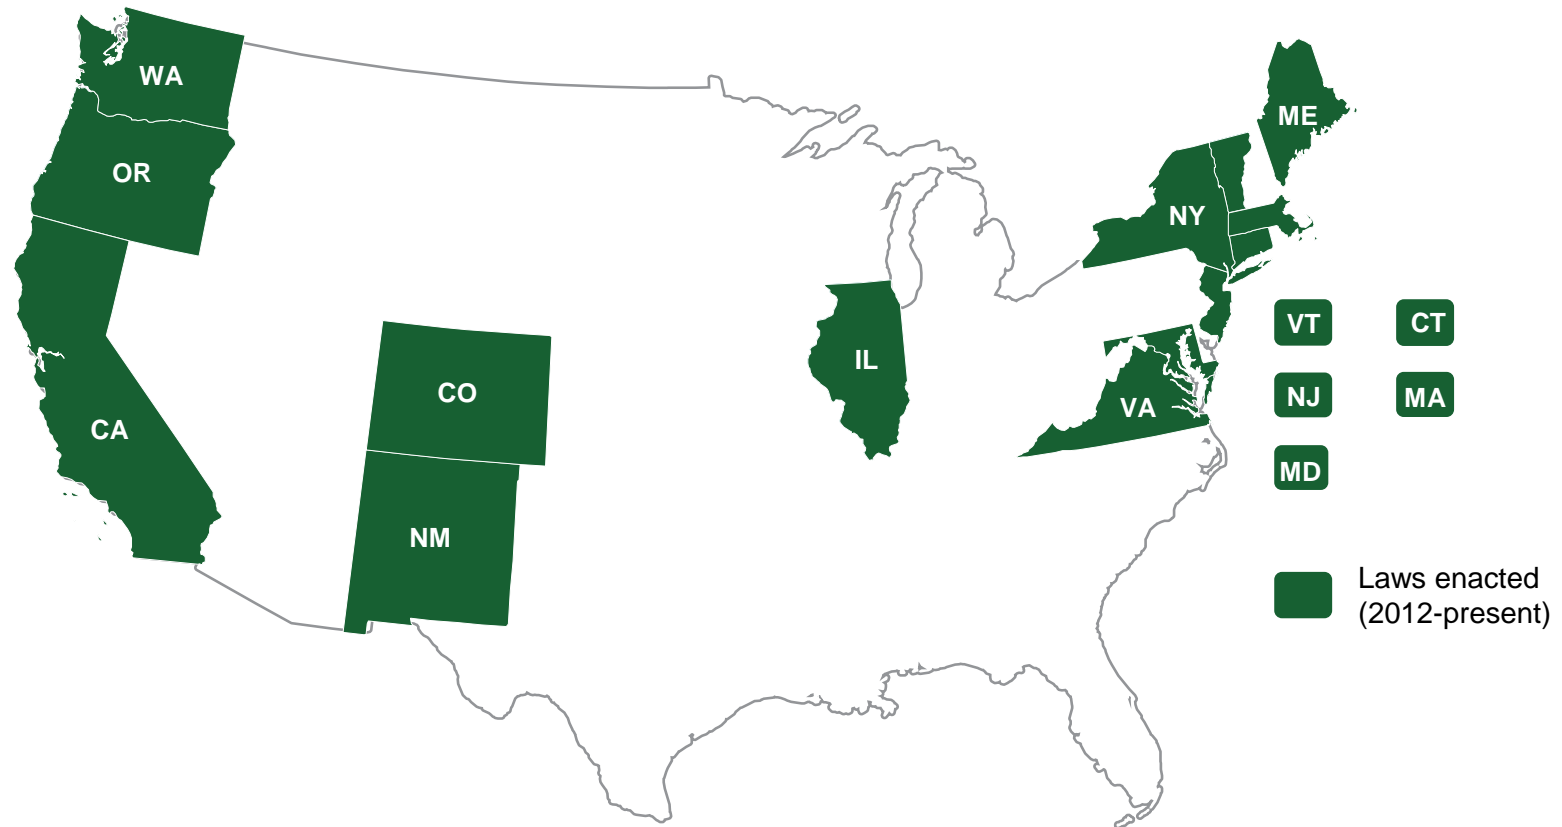 WA
OR
CA
CO
NM
IL
ME
NY
VA
VT
CT
NJ
MA
MD
Laws enacted
(2012-present)